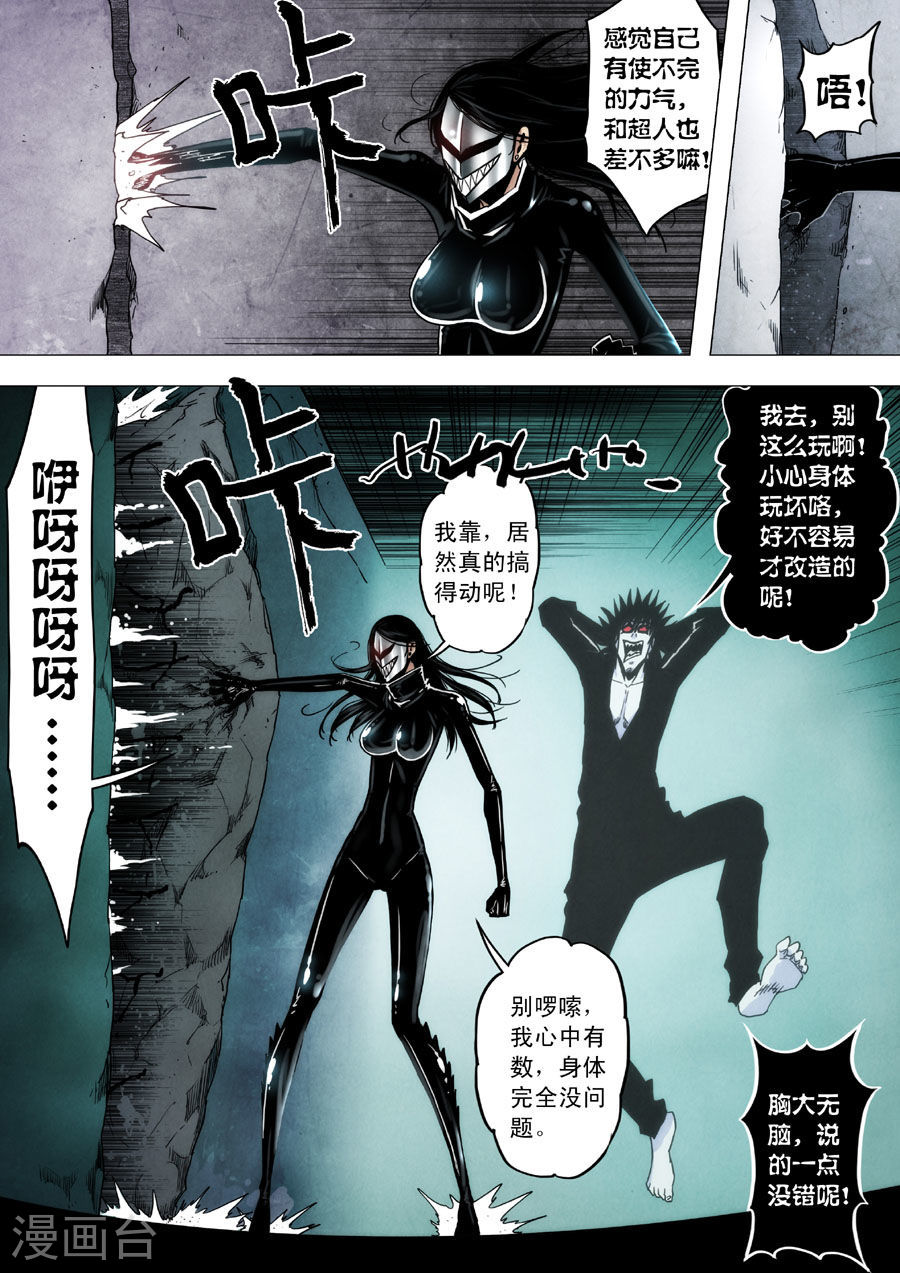 咔
感觉自己
有使不完
的力气，
和超人也
差不多嘛！
唔！
咿呀呀呀呀……
咔
我靠，居
然真的搞
得动呢！
我去，别
这么玩啊！
小心身体
玩坏咯，
好不容易
才改造的
呢！
别啰嗦，
我心中有
数，身体
完全没问
题。
胸大无
脑，说
的一点
没错呢！
漫画台